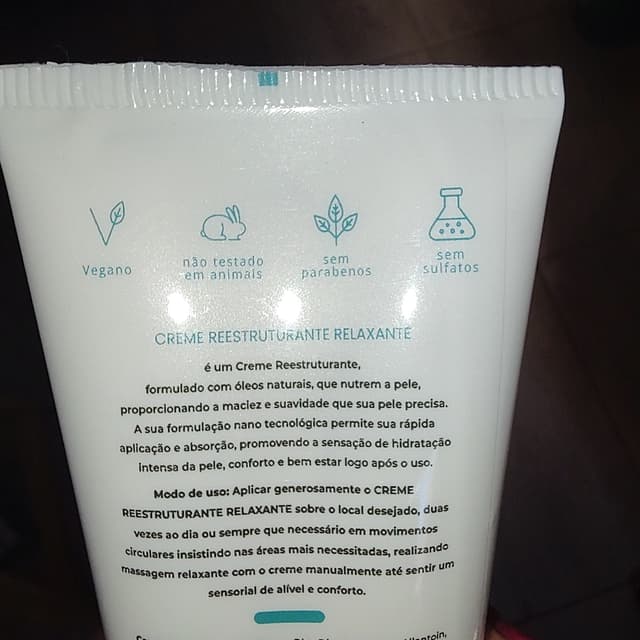 Vegano
não testado
em animais
sem
parabenos
sem
sulfatos
CREME REESTRUTURANTE RELAXANTE
é um Creme Reestruturante,
formulado com óleos naturais, que nutrem a pele,
proporcionando a maciez e suavidade que sua pele precisa.
A sua formulação nano tecnológica permite sua rápida
aplicação e absorção, promovendo a sensação de hidratação
intensa da pele, conforto e bem estar logo após o uso.
Modo de uso: Aplicar generosamente o CREME
REESTRUTURANTE RELAXANTE sobre o local desejado, duas
vezes ao dia ou sempre que necessário em movimentos
circulares insistindo nas áreas mais necessitadas, realizando
massagem relaxante com o creme manualmente até sentir um
sensorial de alível e conforto.